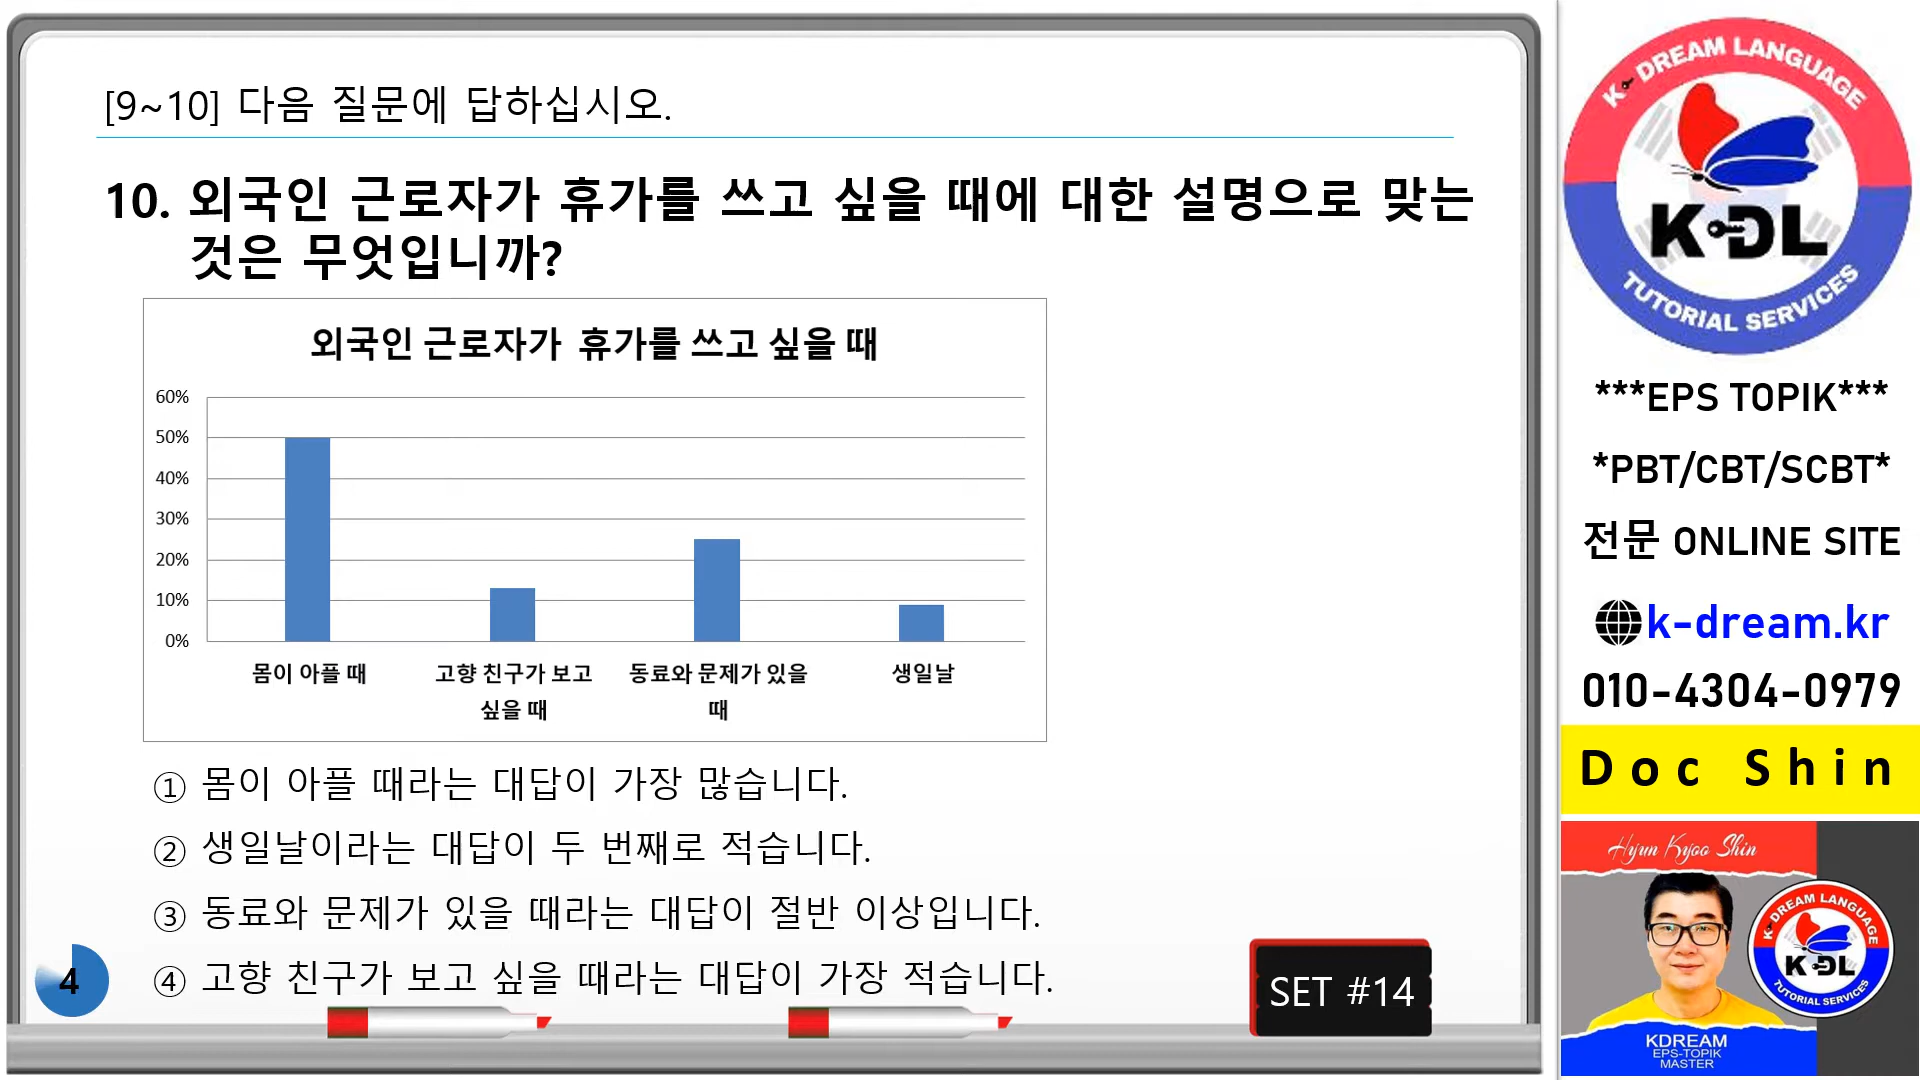 [9~10] 다음 질문에 답하십시오.
10. 외국인 근로자가 휴가를 쓰고 싶을 때에 대한 설명으로 맞는
것은 무엇입니까?
외국인 근로자가 휴가를 쓰고 싶을 때
60%
50%
40%
30%
20%
10%
0%
몸이 아플 때
고향 친구가 보고
싶을 때
동료와 문제가 있을
때
생일날
① 몸이 아플 때라는 대답이 가장 많습니다.
② 생일날이라는 대답이 두 번째로 적습니다.
③ 동료와 문제가 있을 때라는 대답이 절반 이상입니다.
④ 고향 친구가 보고 싶을 때라는 대답이 가장 적습니다.
4
SET #14
K-DREAM LANGUAGE
K DL
TUTORIAL SERVICES
***EPS TOPIK***
*PBT/CBT/SCBT*
전문 ONLINE SITE
k-dream.kr
010-4304-0979
Doc Shin
Hyun Kyoo Shin
K-DREAM LANGUAGE
K DL
TUTORIAL SERVICES
KDREAM
EPS-TOPIK
MASTER